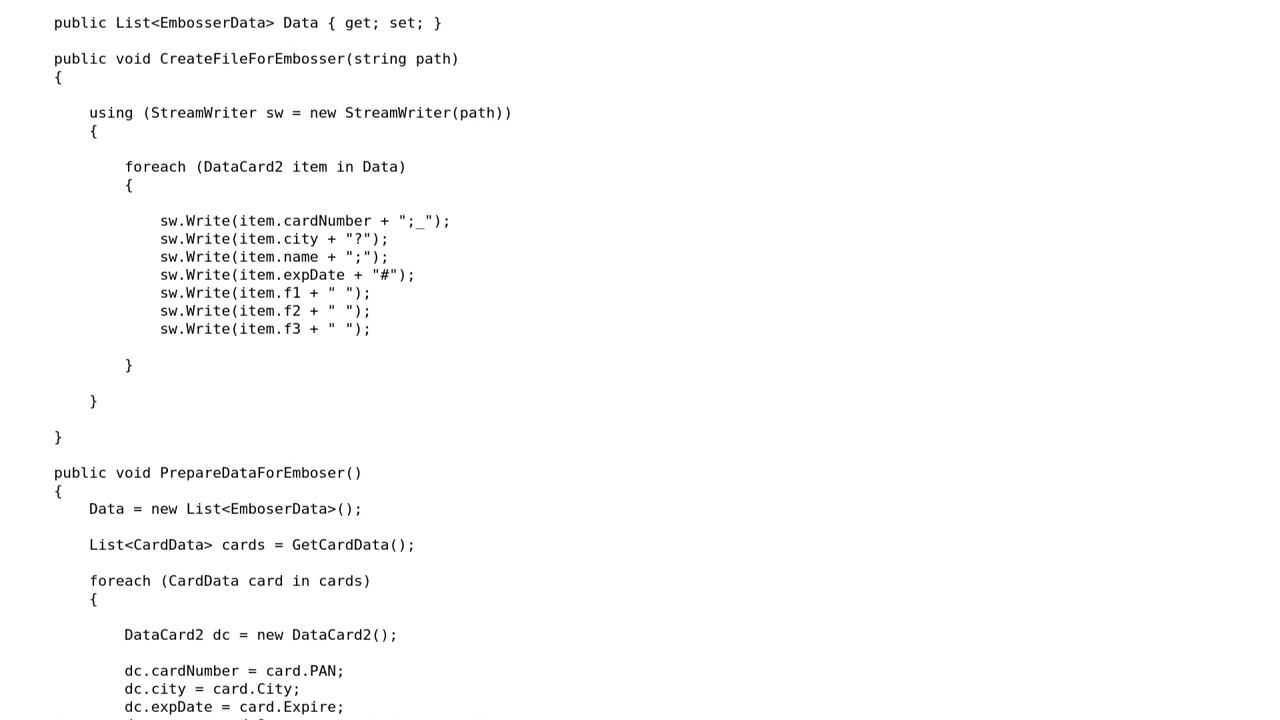 public List<EmbosserData> Data { get; set; }
public void CreateFileForEmbosser(string path)
{
using (StreamWriter sw = new StreamWriter(path))
{
foreach (DataCard2 item in Data)
{
sw.Write(item.cardNumber + ";_");
sw.Write(item.city + "?");
sw.Write(item.name + ";");
sw.Write(item.expDate + "#");
sw.Write(item.f1 + " ");
sw.Write(item.f2 + " ");
sw.Write(item.f3 + " ");
}
}
}
public void PrepareDataForEmboser()
{
Data = new List<EmboserData>();
List<CardData> cards = GetCardData();
foreach (CardData card in cards)
{
DataCard2 dc = new DataCard2();
dc.cardNumber = card.PAN;
dc.city = card.City;
dc.expDate = card.Expire;